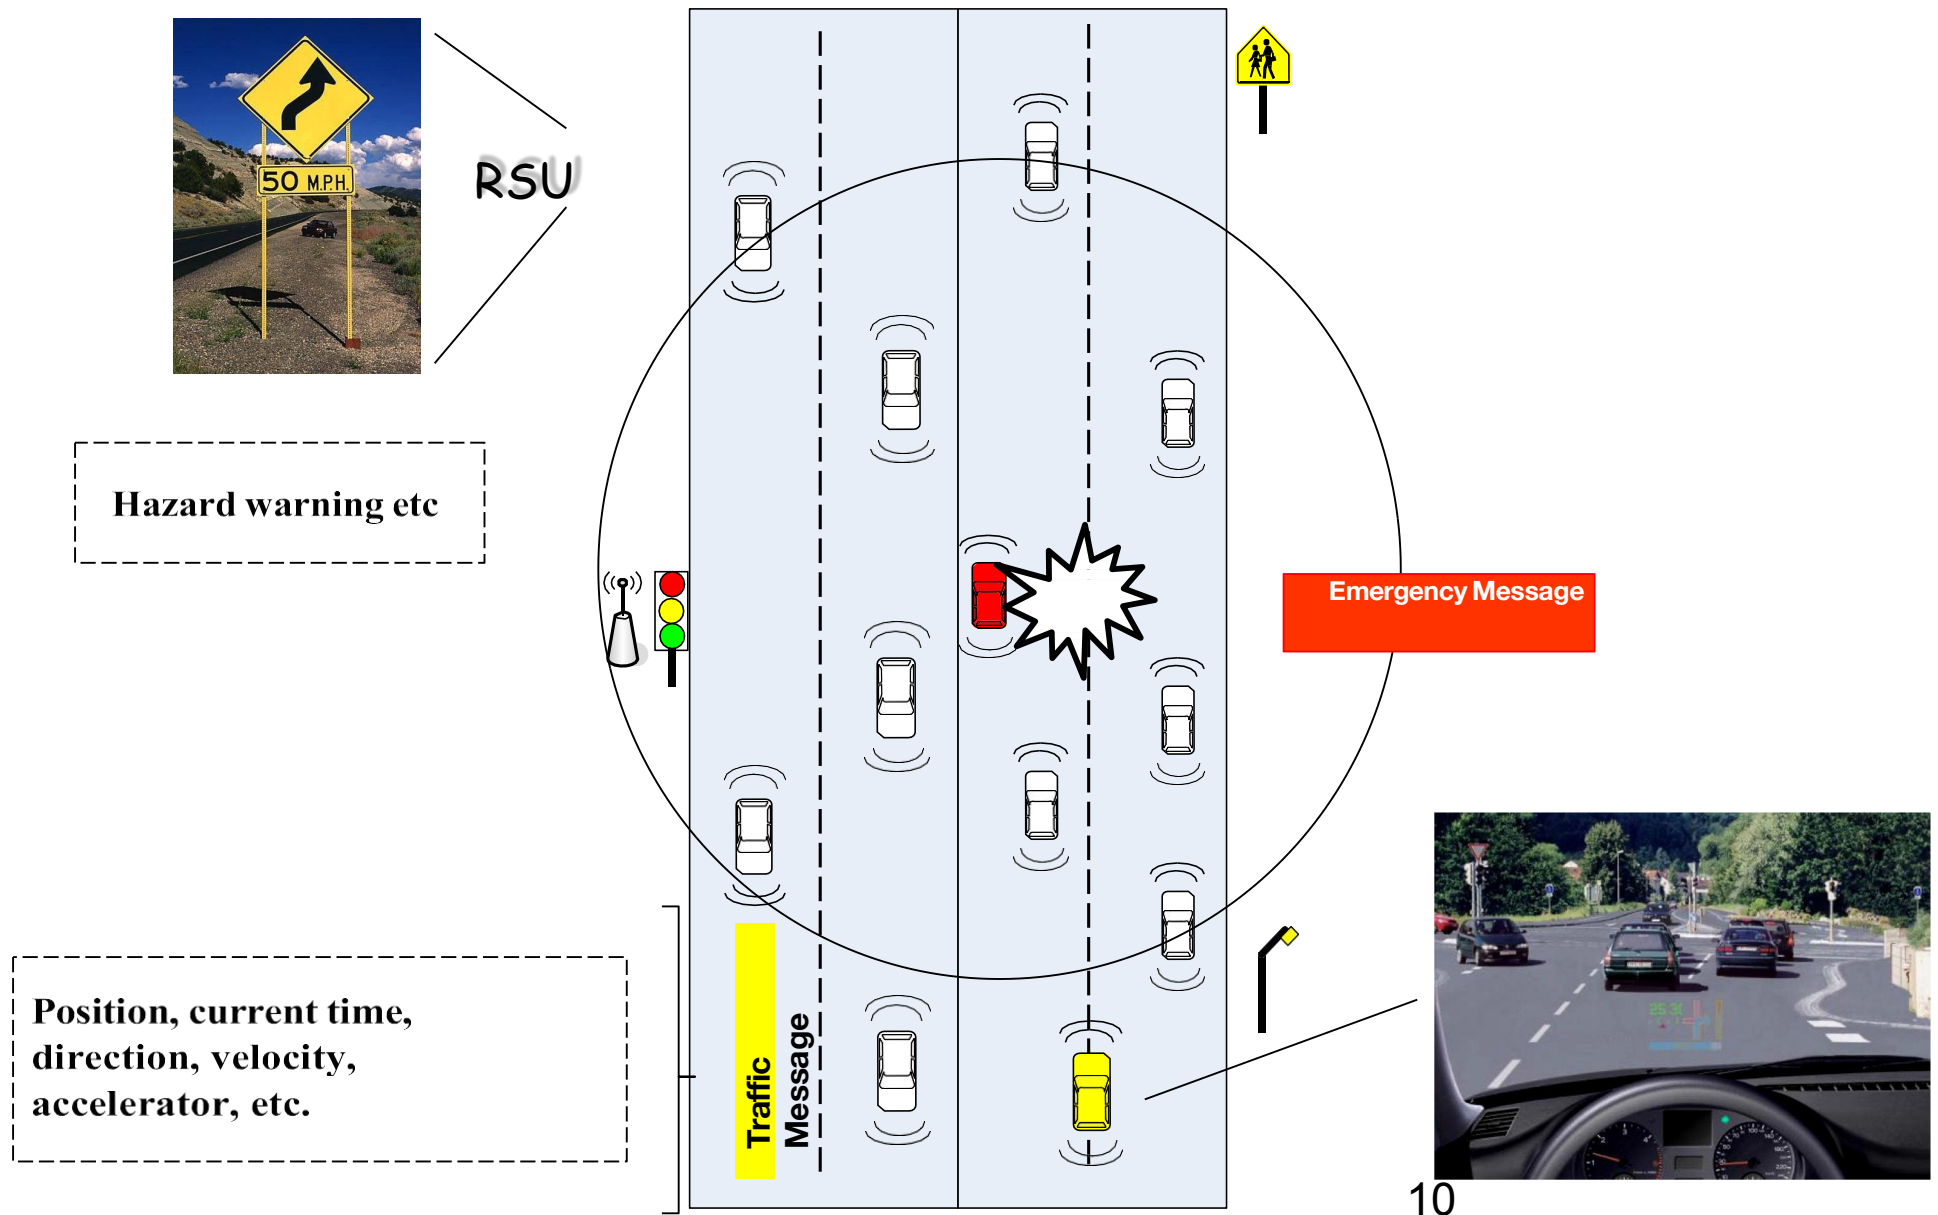 50 M.P.H.
RSU
Hazard warning etc
Emergency Message
Position, current time,
direction, velocity,
accelerator, etc.
Traffic
Message
10